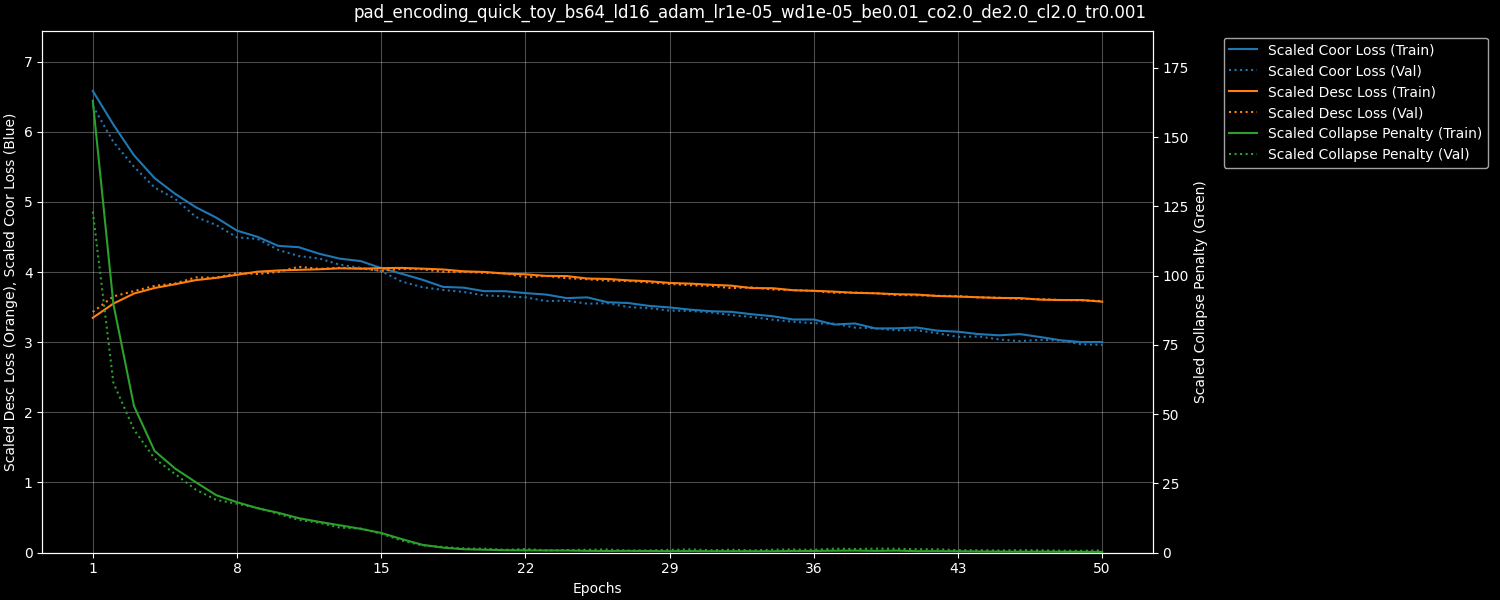 pad_encoding_quick_toy_bs64_ld16_adam_lr1e-05_wd1e-05_be0.01_co2.0_de2.0_cl2.0_tr0.001
Scaled Desc Loss (Orange), Scaled Coor Loss (Blue)
7
6
5
4
3
2
1
0
1
8
15
22
29
36
43
50
Epochs
175
150
125
100
75
50
25
0
Scaled Collapse Penalty (Green)
Scaled Coor Loss (Train)
Scaled Coor Loss (Val)
Scaled Desc Loss (Train)
Scaled Desc Loss (Val)
Scaled Collapse Penalty (Train)
Scaled Collapse Penalty (Val)